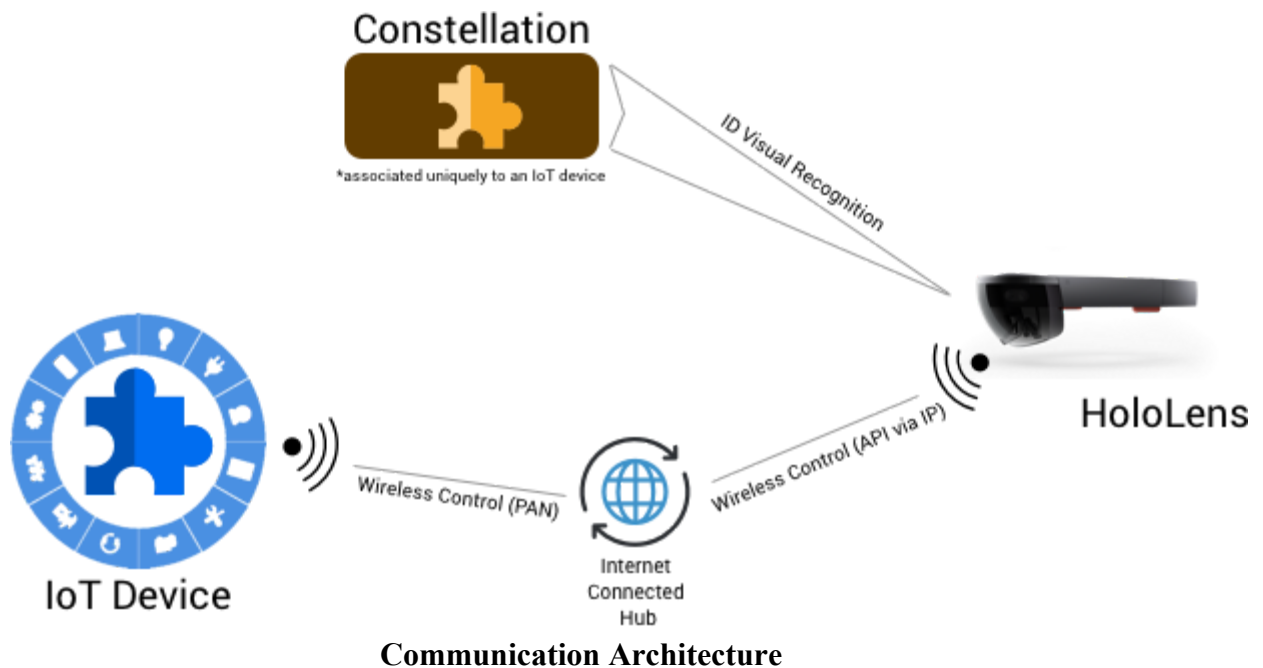 Constellation
*associated uniquely to an IoT device
ID Visual Recognition
HoloLens
Wireless Control (API via IP)
Wireless Control (PAN)
IoT Device
Internet
Connected
Hub
Communication Architecture